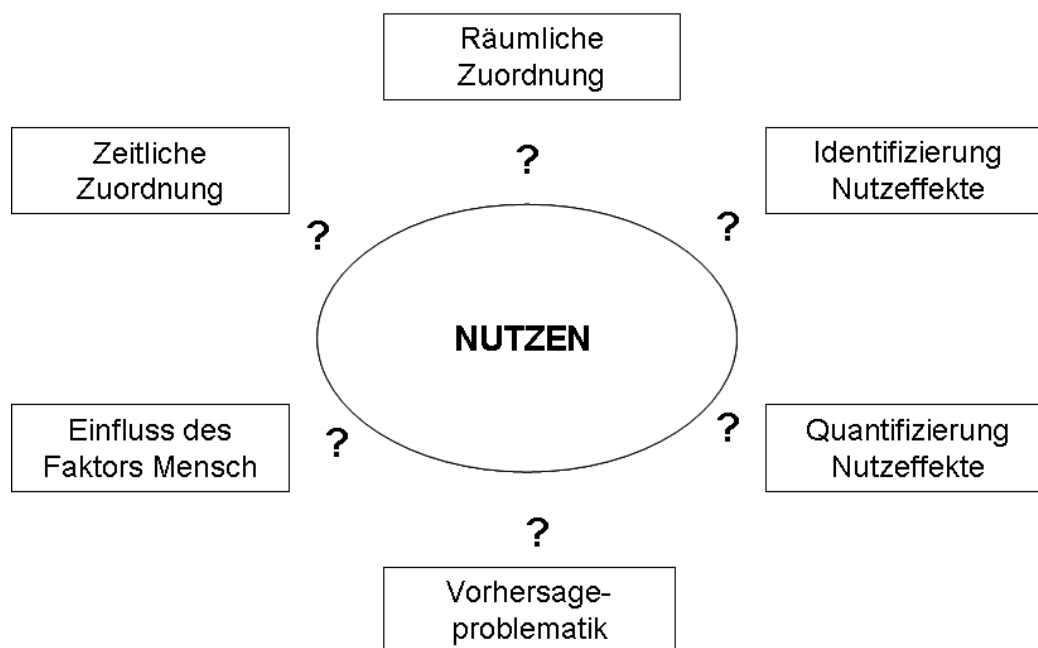 Räumliche
Zuordnung
?
Zeitliche
Zuordnung
?
Identifizierung
Nutzeffekte
?
NUTZEN
Einfluss des
Faktors Mensch
?
Quantifizierung
Nutzeffekte
?
?
Vorhersage-
problematik